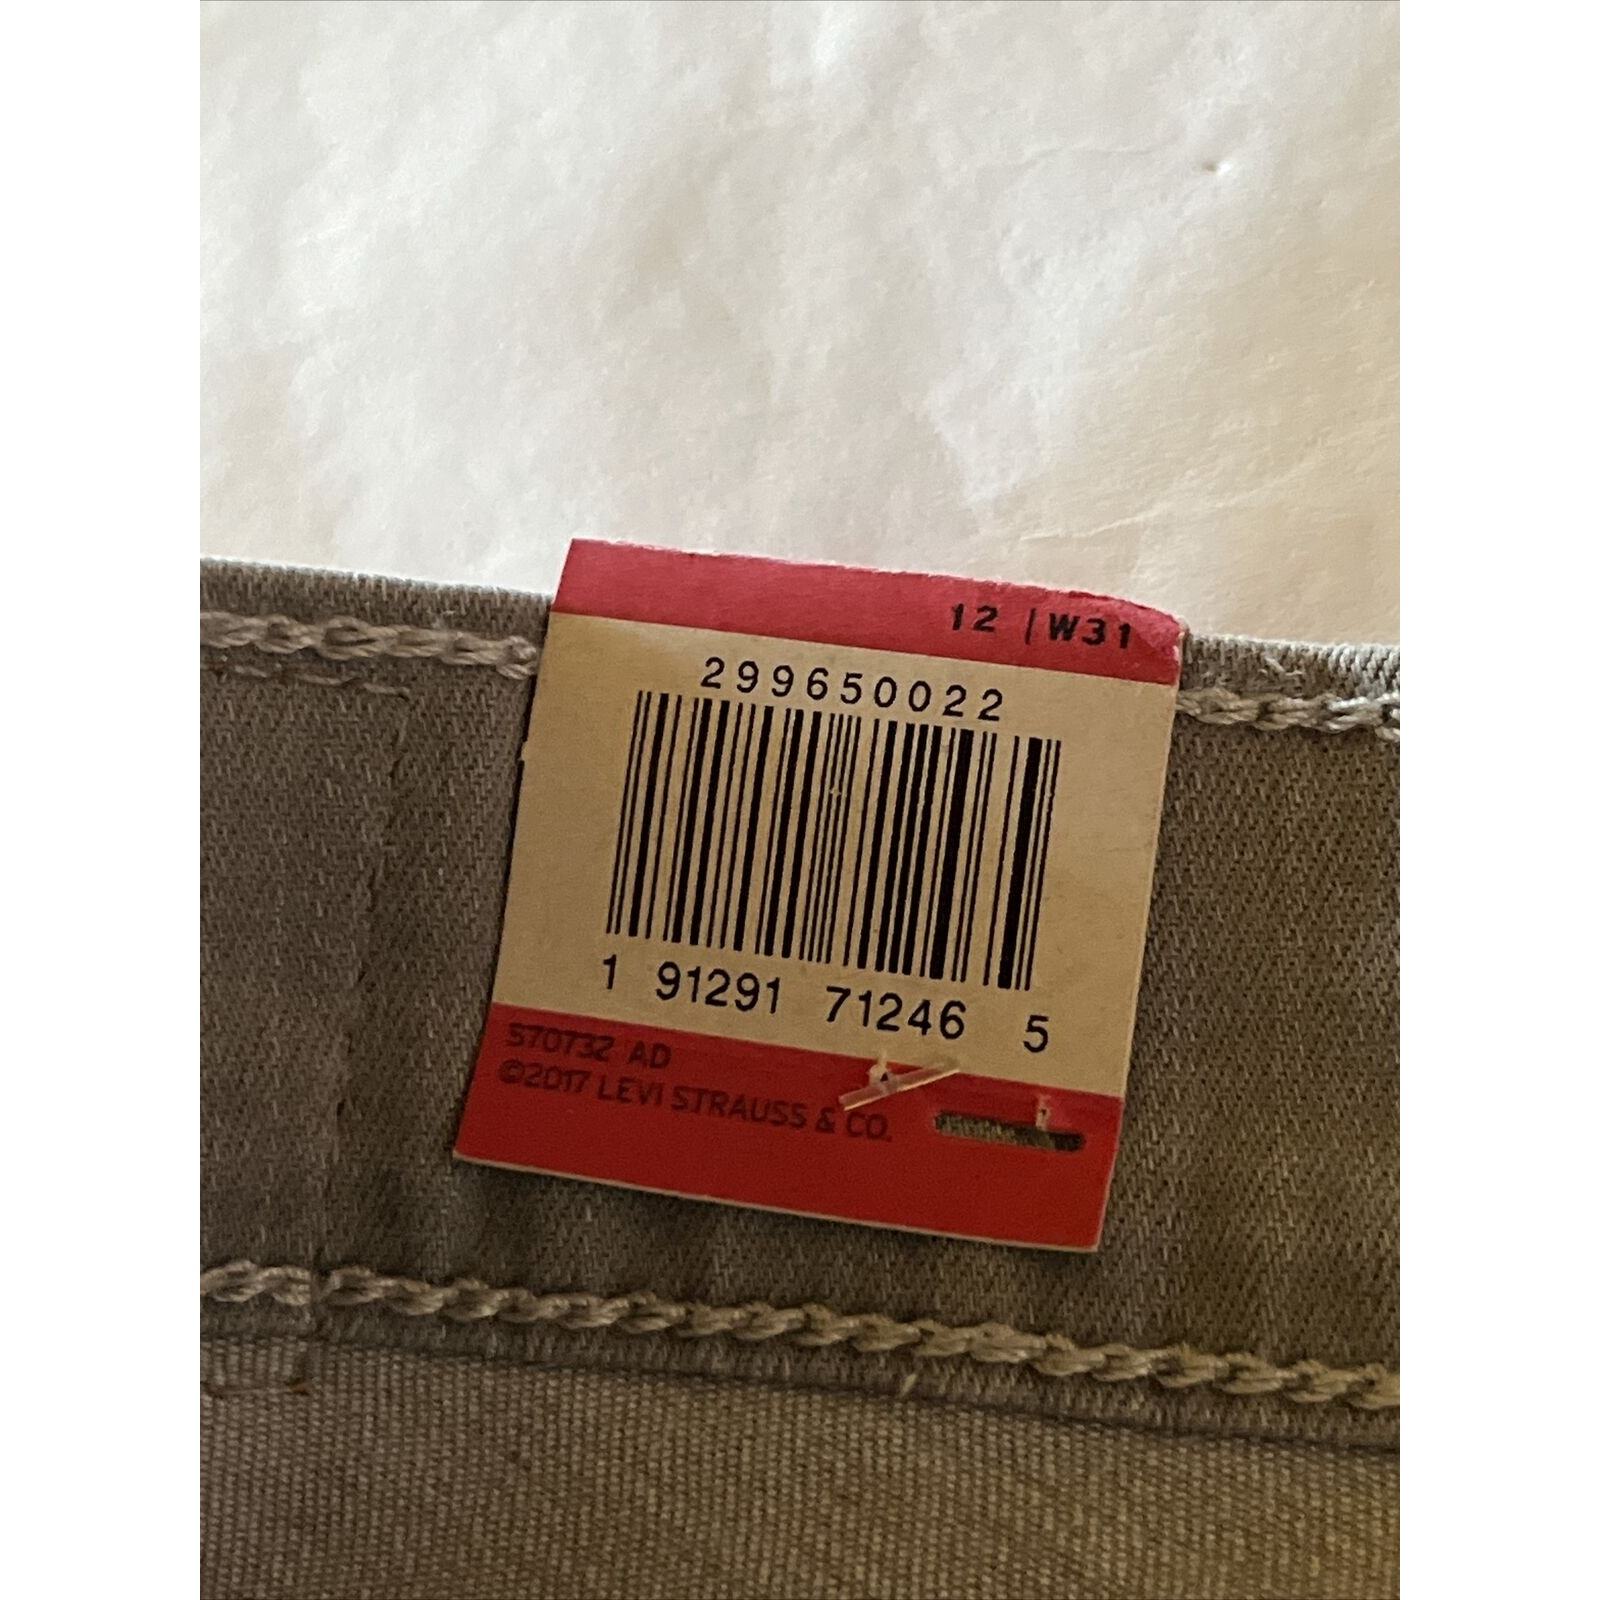 12 | W31
299650022
1 91291 71246 5
570732 AD
©2017 LEVI STRAUSS & CO.